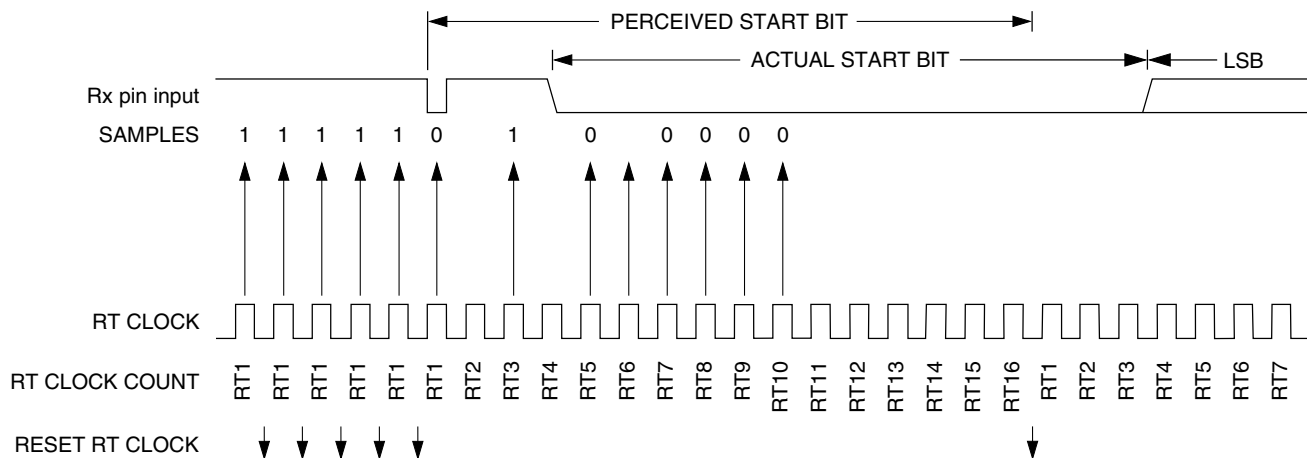 PERCEIVED START BIT
ACTUAL START BIT
LSB
Rx pin input
SAMPLES 1 1 1 1 1 0 1 0 0 0 0 0
RT CLOCK
RT CLOCK COUNT RT1 RT1 RT1 RT1 RT1 RT1 RT2 RT3 RT4 RT5 RT6 RT7 RT8 RT9 RT10 RT11 RT12 RT13 RT14 RT15 RT16 RT1 RT2 RT3 RT4 RT5 RT6 RT7
RESET RT CLOCK